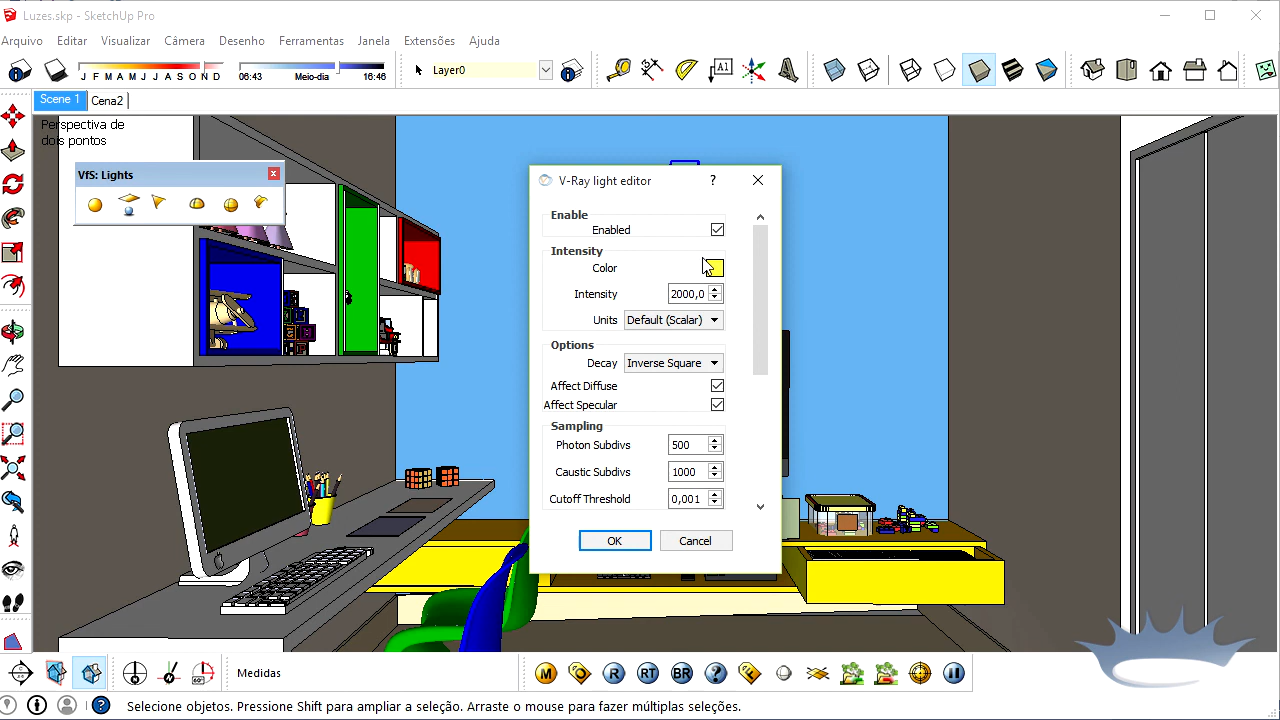 Luzes.skp - SketchUp Pro
Arquivo Editar Visualizar Câmera Desenho Ferramentas Janela Extensões Ajuda
J F M A M J J A S O N D
06:43 Meio-dia 16:46
Layer0
A1
Scene 1 Cena2
Perspectiva de
dois pontos
VfS: Lights
V-Ray light editor ?
Enable
Enabled
Intensity
Color
Intensity 2000,0
Units Default (Scalar)
Options
Decay Inverse Square
Affect Diffuse
Affect Specular
Sampling
Photon Subdivs 500
Caustic Subdivs 1000
Cutoff Threshold 0,001
OK Cancel
Medidas
M O R RT BR ? F
Selecione objetos. Pressione Shift para ampliar a seleção. Arraste o mouse para fazer múltiplas seleções.